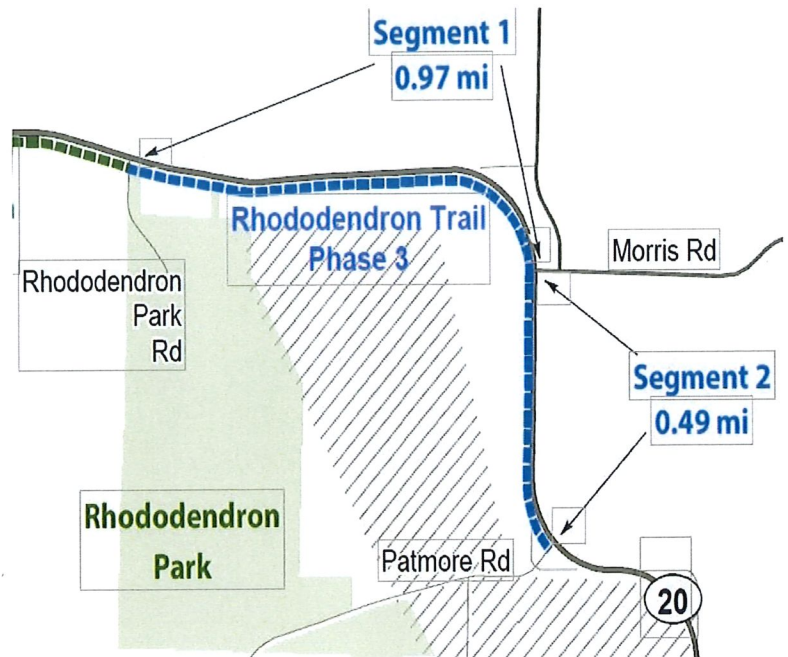 Segment 1
0.97 mi
Rhododendron Trail
Phase 3
Morris Rd
Rhododendron
Park
Rd
Segment 2
0.49 mi
Rhododendron
Park
Patmore Rd
20